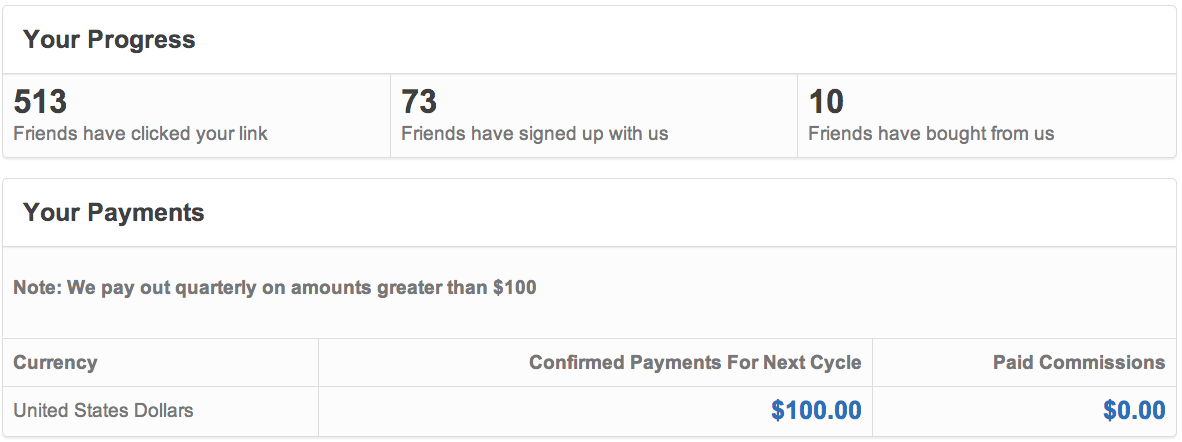 Your Progress
513
Friends have clicked your link
73
Friends have signed up with us
10
Friends have bought from us
Your Payments
Note: We pay out quarterly on amounts greater than $100
Currency
Confirmed Payments For Next Cycle
Paid Commissions
United States Dollars
$100.00
$0.00